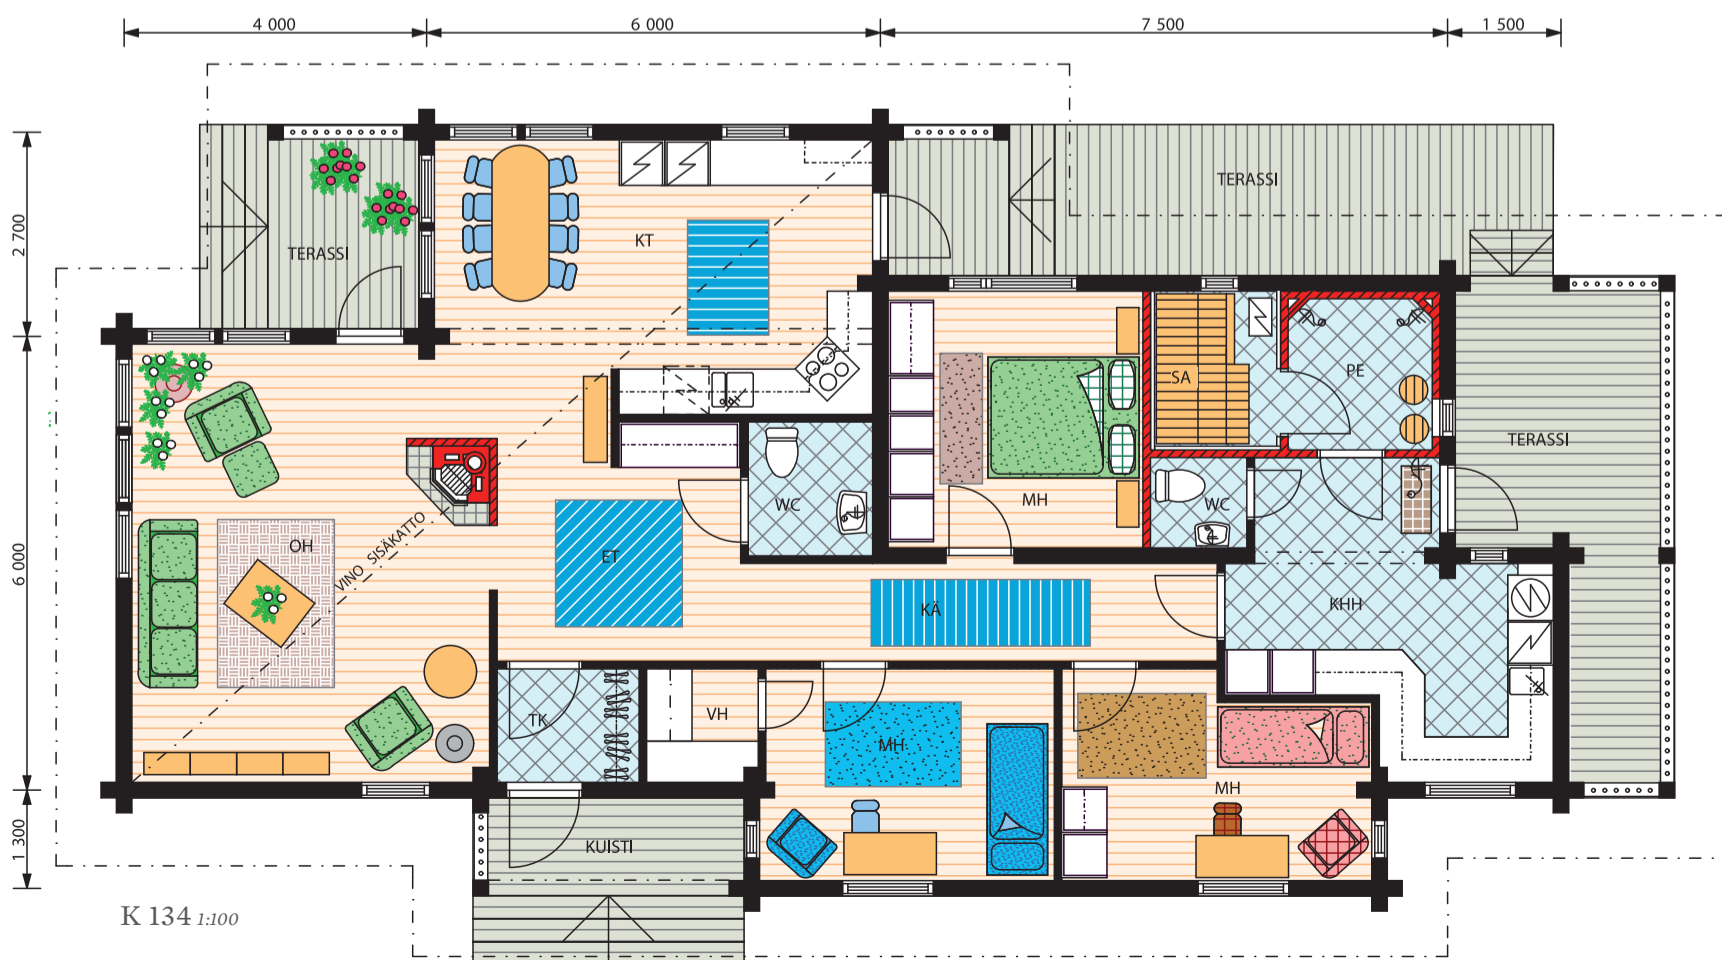 4 000
6 000
7 500
1 500
2 700
6 000
1 300
TERASSI
KT
TERASSI
SA
PE
TERASSI
OH
VINO SISÄKATTO
ET
WC
MH
WC
KÄ
KHH
TK
VH
MH
MH
KUISTI
K 134 1:100